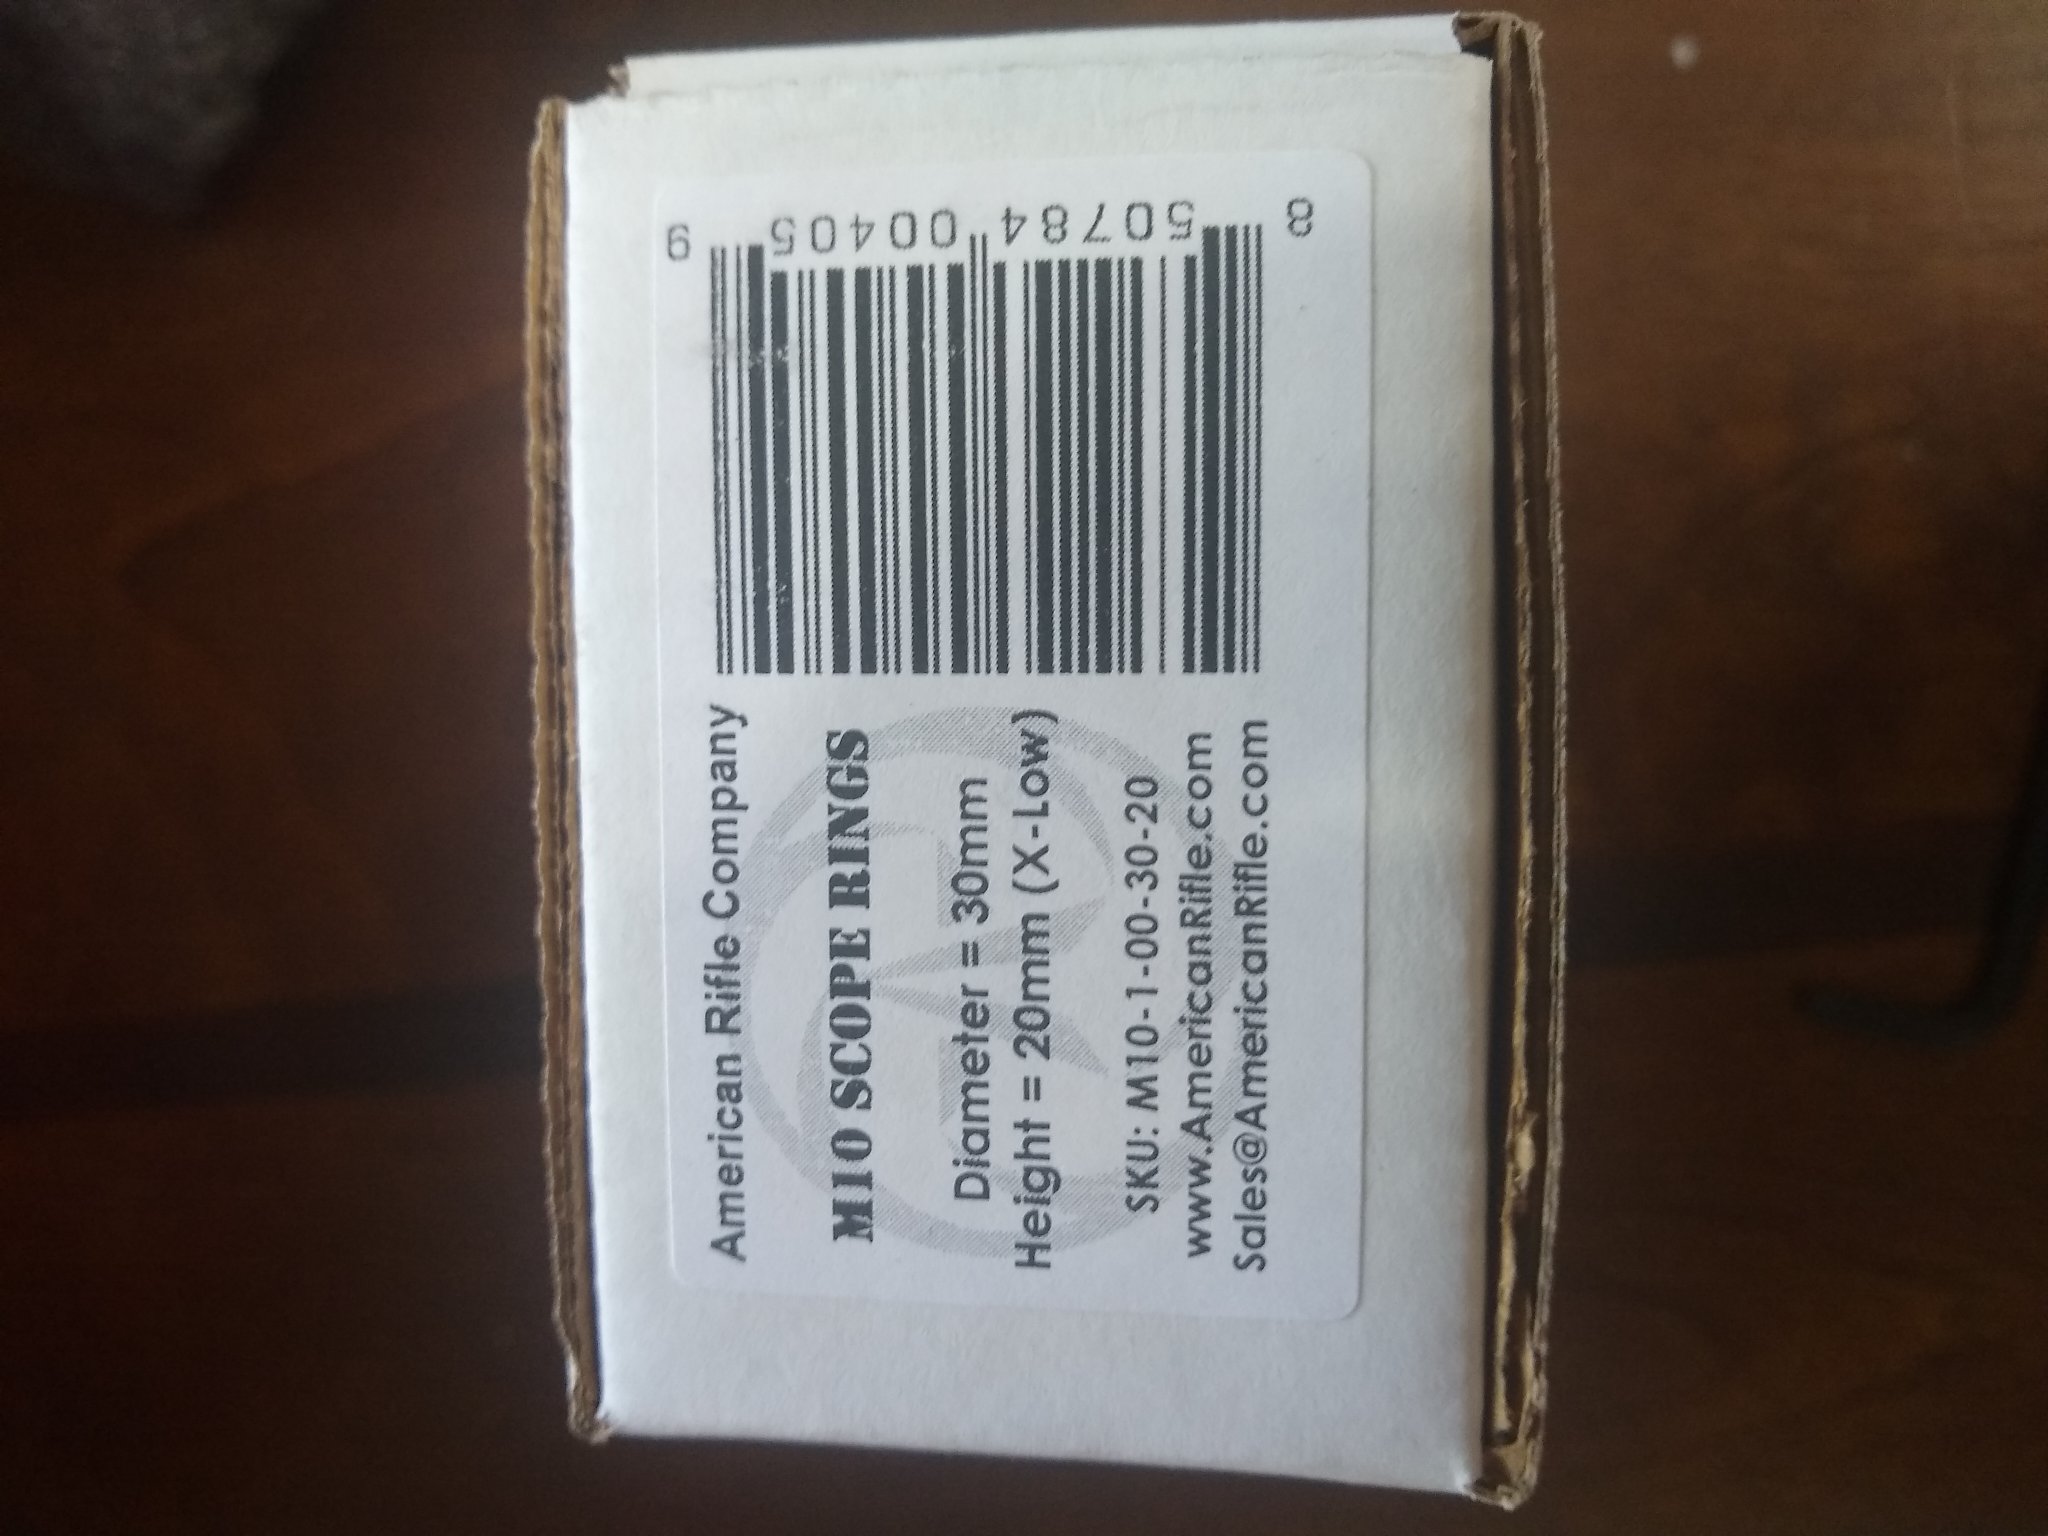 American Rifle Company
M10 SCOPE RINGS
Diameter = 30mm
Height = 20mm (X-Low)
SKU: M10-1-00-30-20
www.AmericanRifle.com
Sales@AmericanRifle.com
8 50784 00405 9